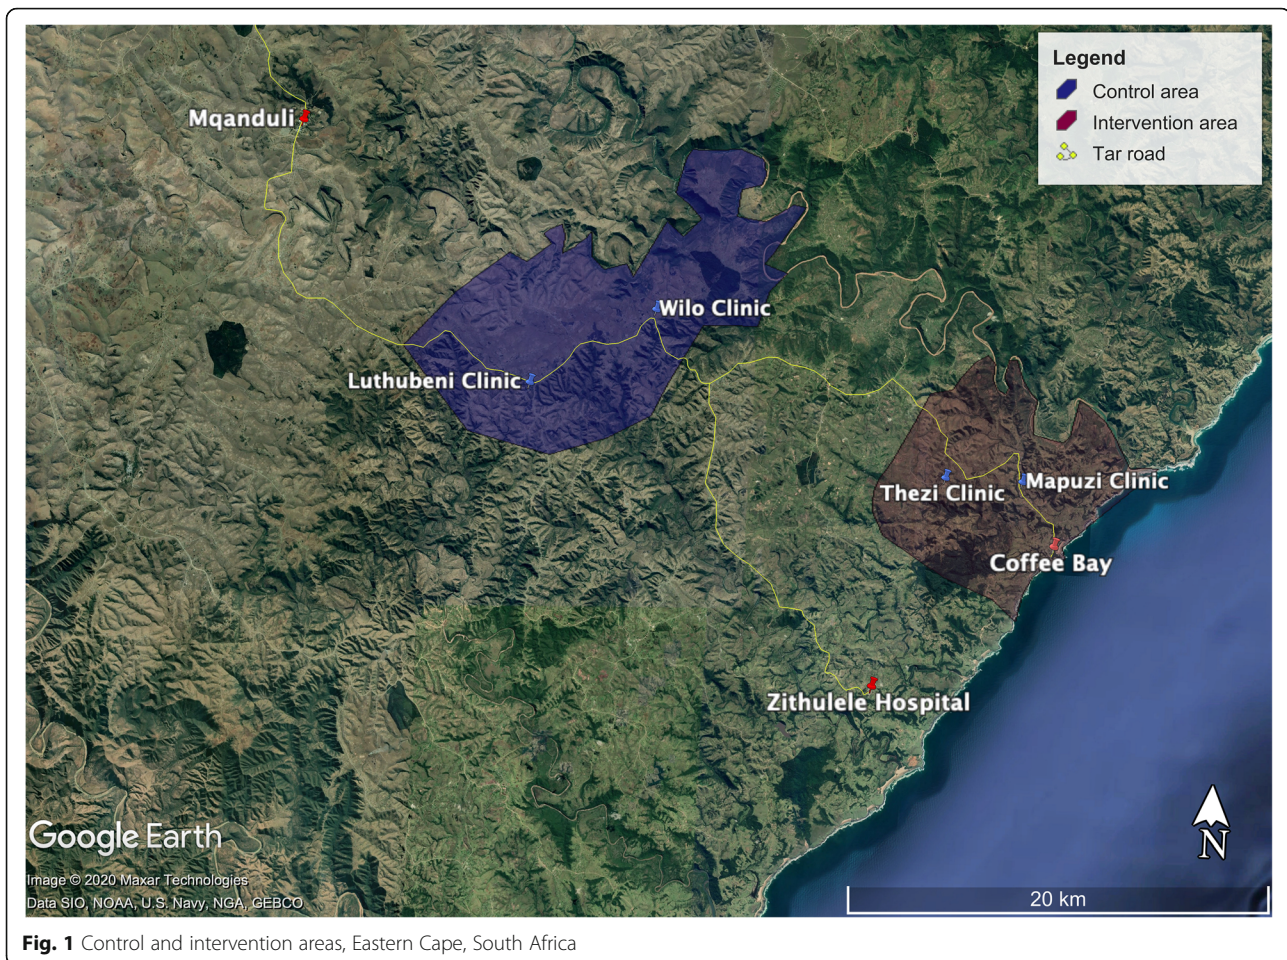 Legend
Control area
Intervention area
Tar road
Mqanduli
Wilo Clinic
Luthubeni Clinic
Thezi Clinic
Mapuzi Clinic
Coffee Bay
Zithulele Hospital
N
Google Earth
Image © 2020 Maxar Technologies
Data SIO, NOAA, U.S. Navy, NGA, GEBCO
20 km
Fig. 1 Control and intervention areas, Eastern Cape, South Africa